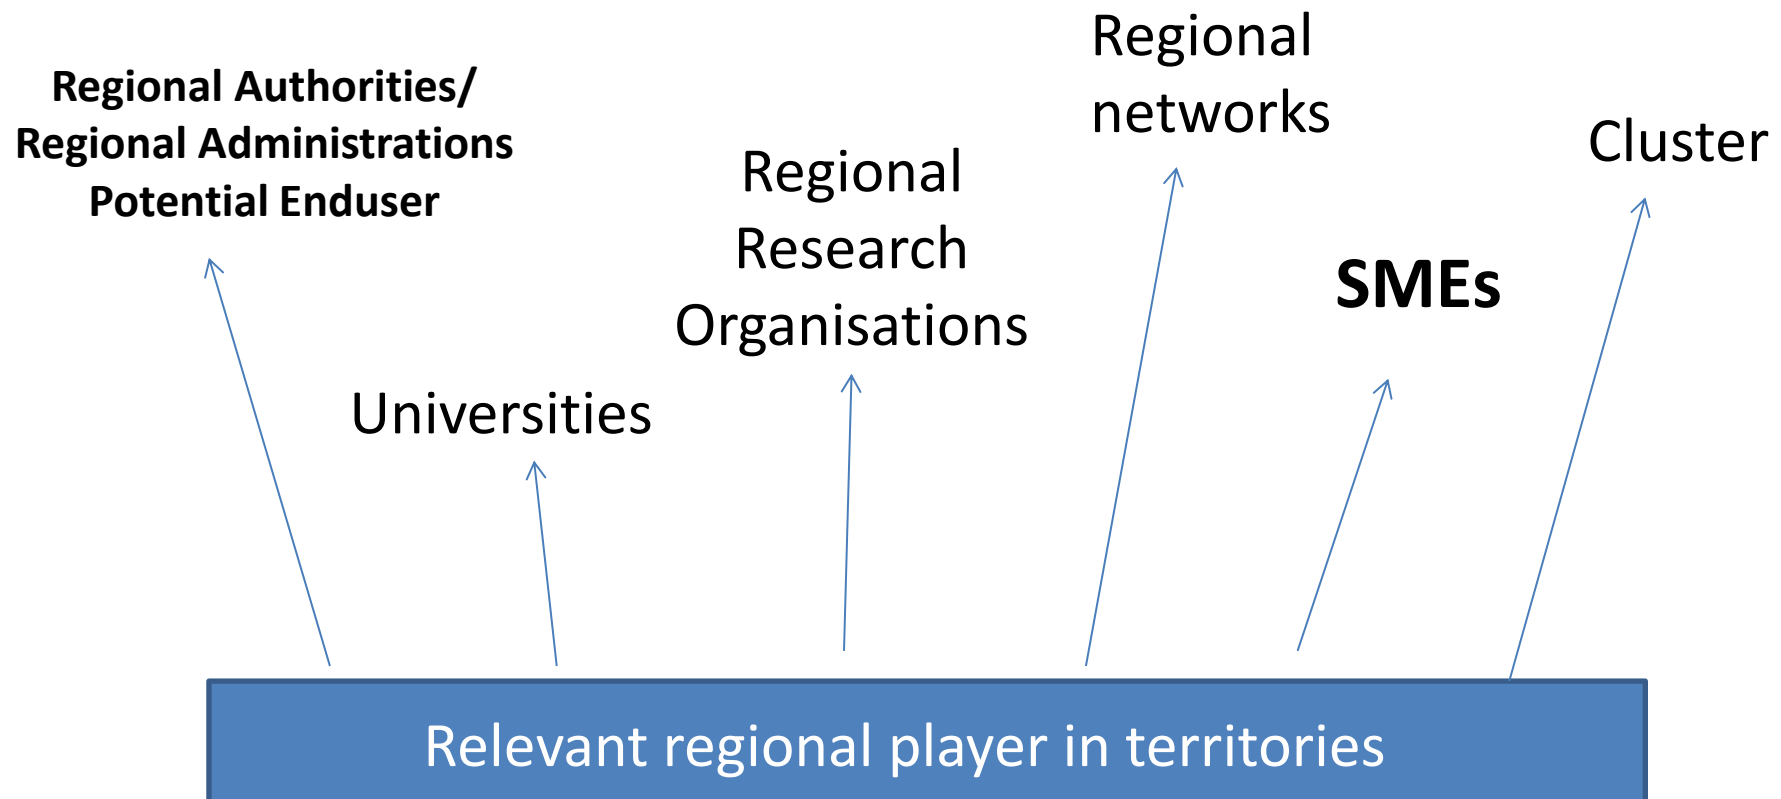 Regional Authorities/
Regional Administrations
Potential Enduser
Universities
Regional
Research
Organisations
Regional
networks
SMEs
Cluster
Relevant regional player in territories